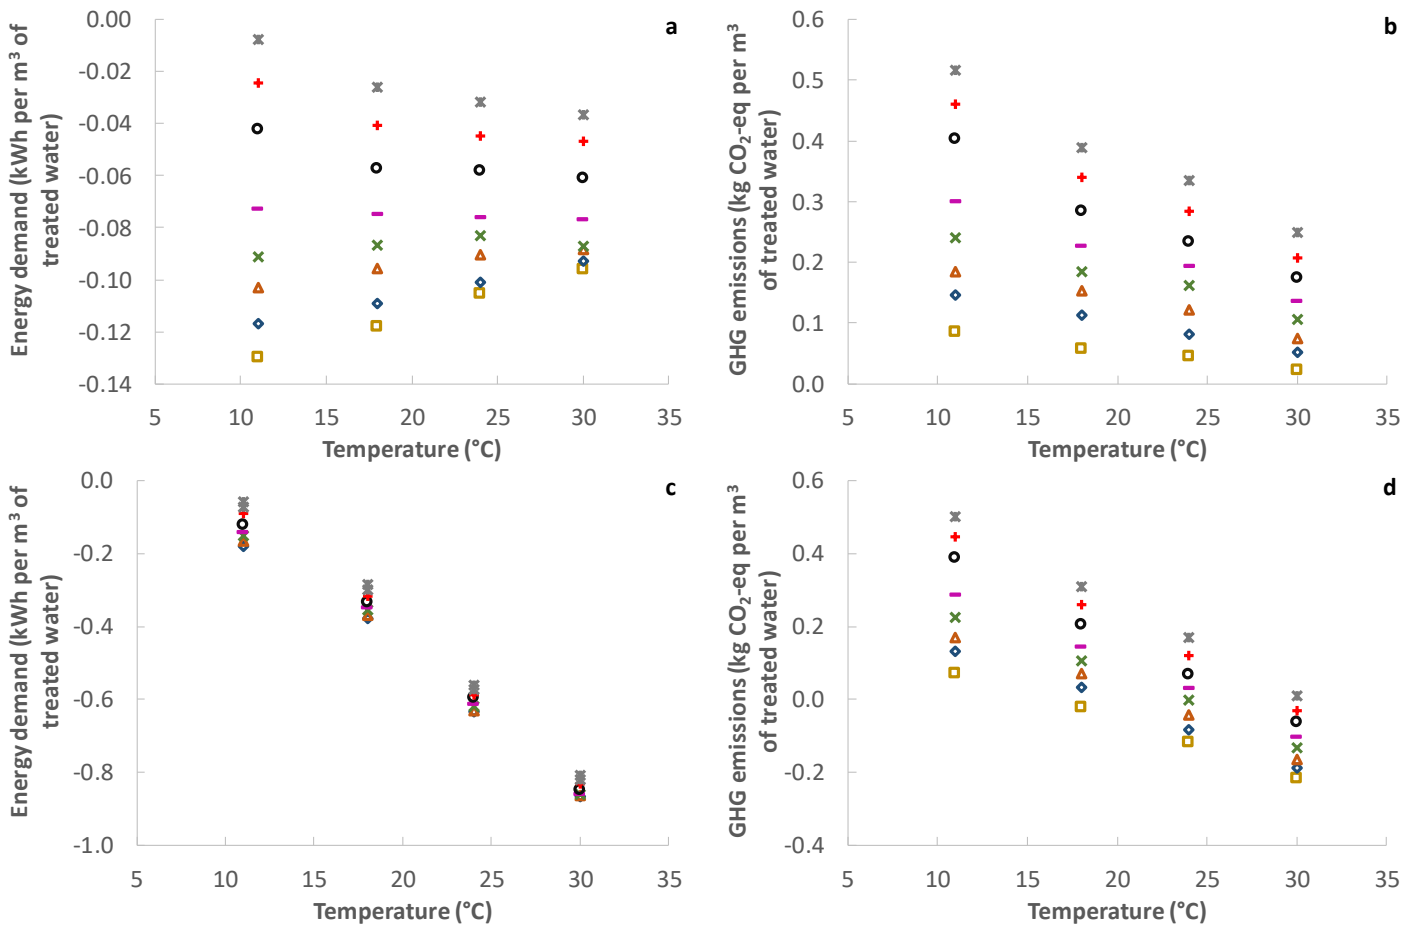 a
Energy demand (kWh per m³ of
treated water)
0.00
-0.02
-0.04
-0.06
-0.08
-0.10
-0.12
-0.14
5 10 15 20 25 30 35
Temperature (°C)
b
GHG emissions (kg CO₂-eq per m³
of treated water)
0.6
0.5
0.4
0.3
0.2
0.1
0.0
5 10 15 20 25 30 35
Temperature (°C)
c
Energy demand (kWh per m³ of
treated water)
0.0
-0.2
-0.4
-0.6
-0.8
-1.0
5 10 15 20 25 30 35
Temperature (°C)
d
GHG emissions (kg CO₂-eq per m³
of treated water)
0.6
0.4
0.2
0.0
-0.2
-0.4
5 10 15 20 25 30 35
Temperature (°C)